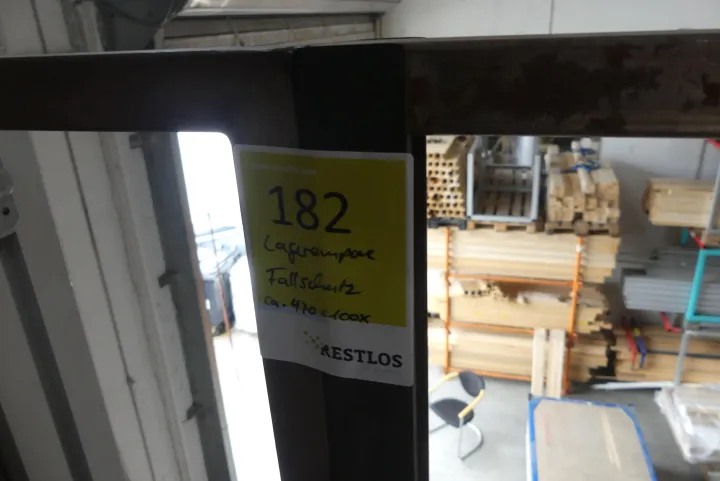 182
Lagerempore
Fallschutz
ca. 470 x 100 x
RESTLOS